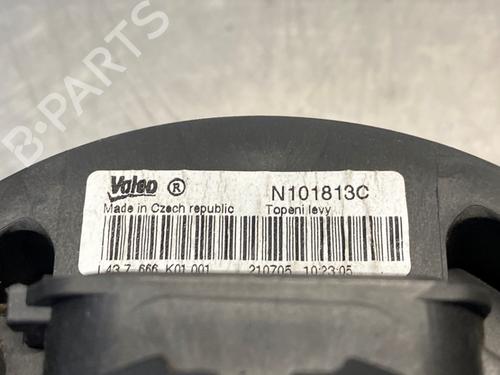 B-PARTS
Valeo ® N101813C
Made in Czech republic Topeni levy
L43.7 666 K01.001 210705 10:23:05